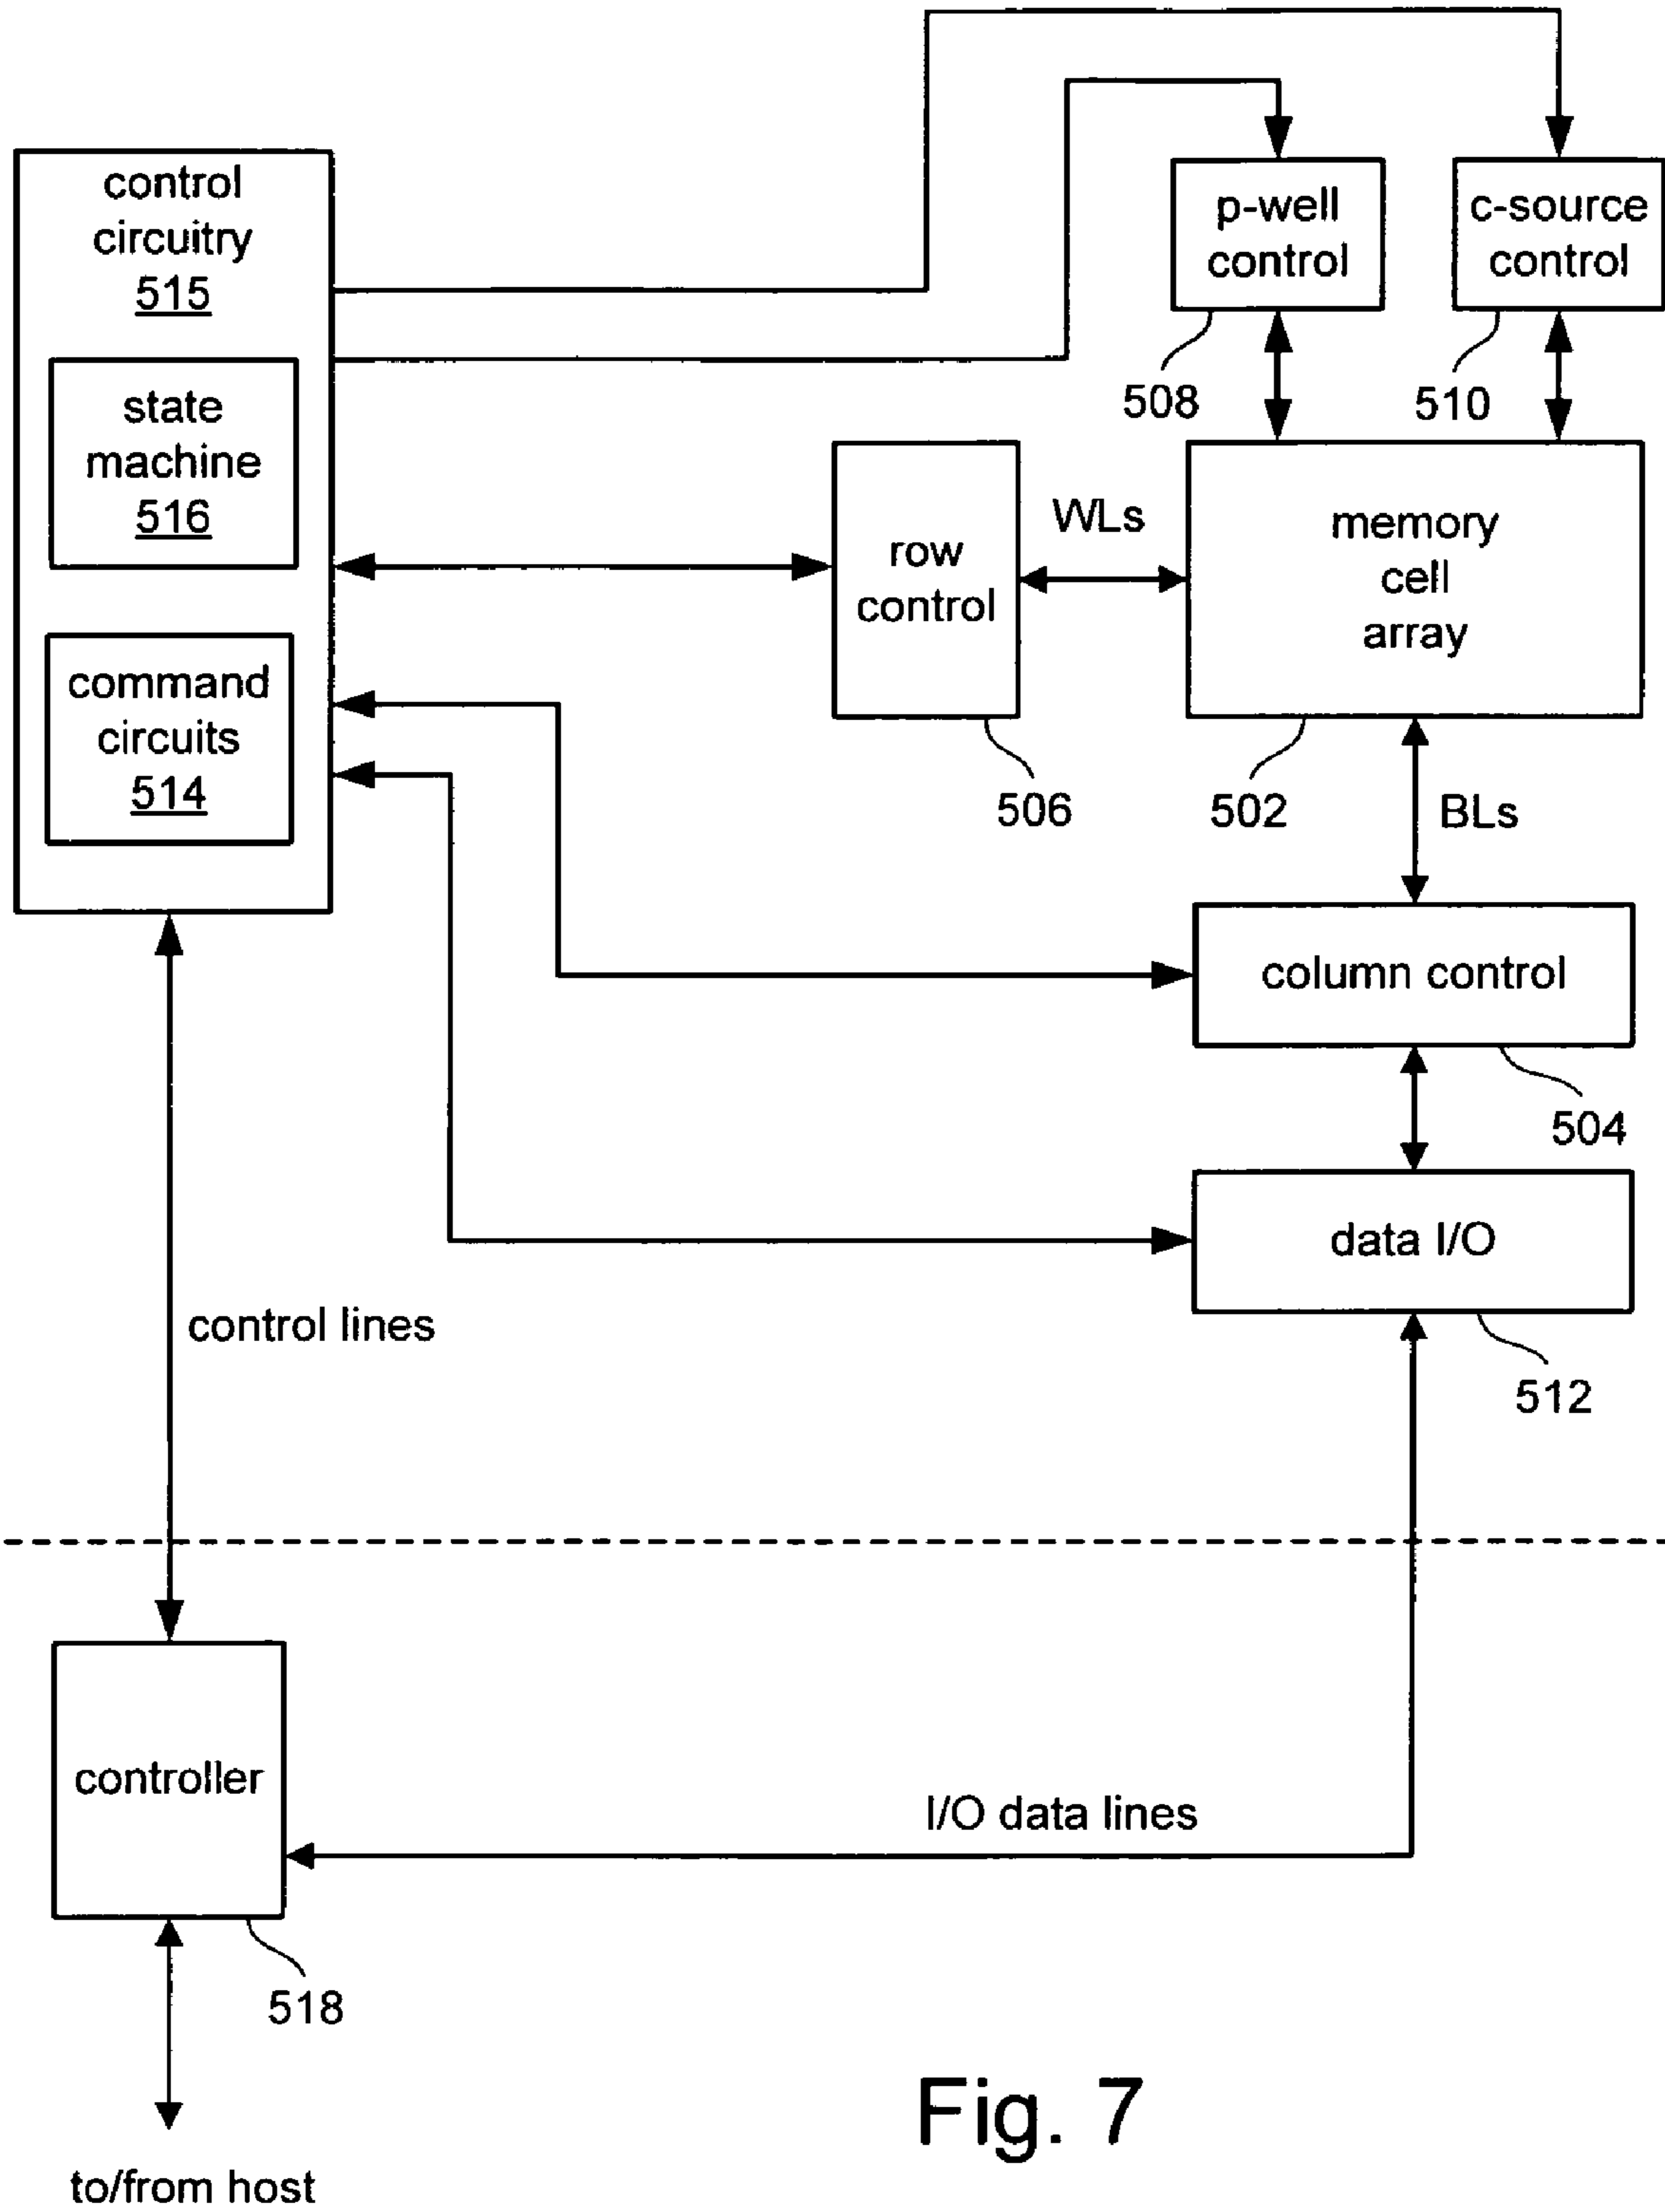 control
circuitry
515
state
machine
516
command
circuits
514
p-well
control
508
c-source
control
510
row
control
506
WLs
memory
cell
array
502
BLs
column control
504
data I/O
512
control lines
controller
518
I/O data lines
to/from host
Fig. 7